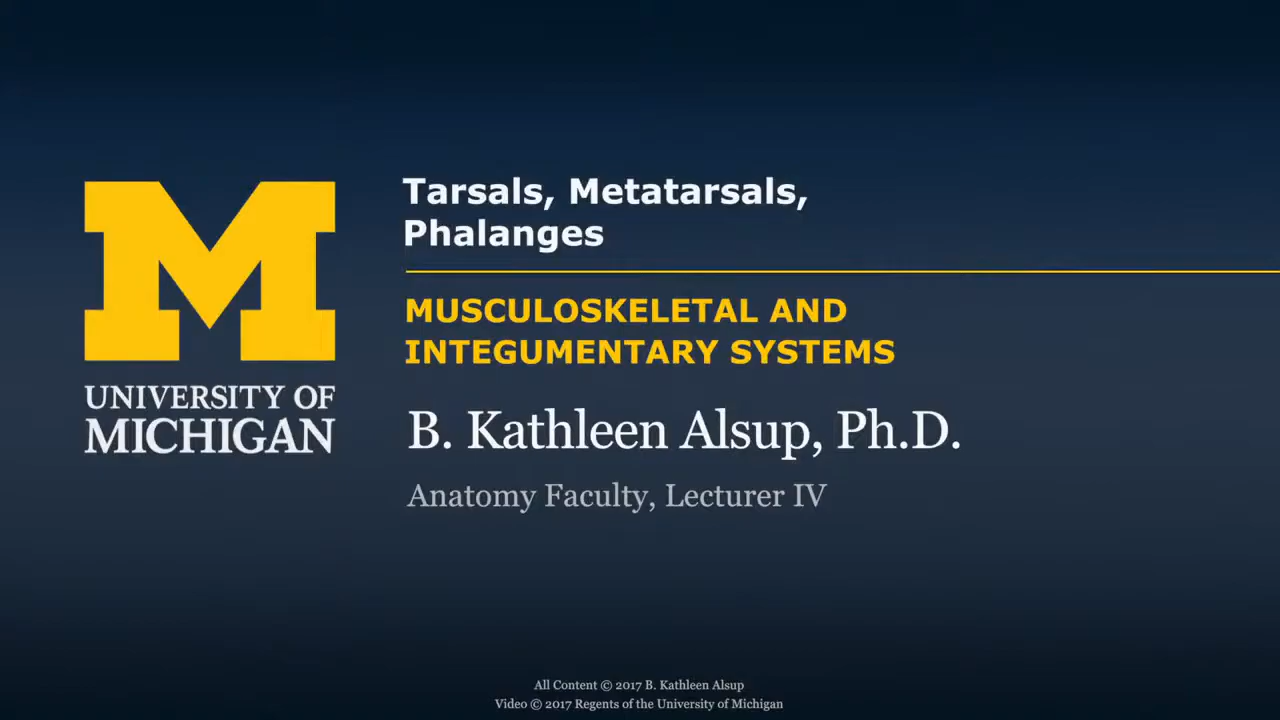 Tarsals, Metatarsals,
Phalanges
MUSCULOSKELETAL AND
INTEGUMENTARY SYSTEMS
UNIVERSITY OF
MICHIGAN
B. Kathleen Alsup, Ph.D.
Anatomy Faculty, Lecturer IV
All Content © 2017 B. Kathleen Alsup
Video © 2017 Regents of the University of Michigan